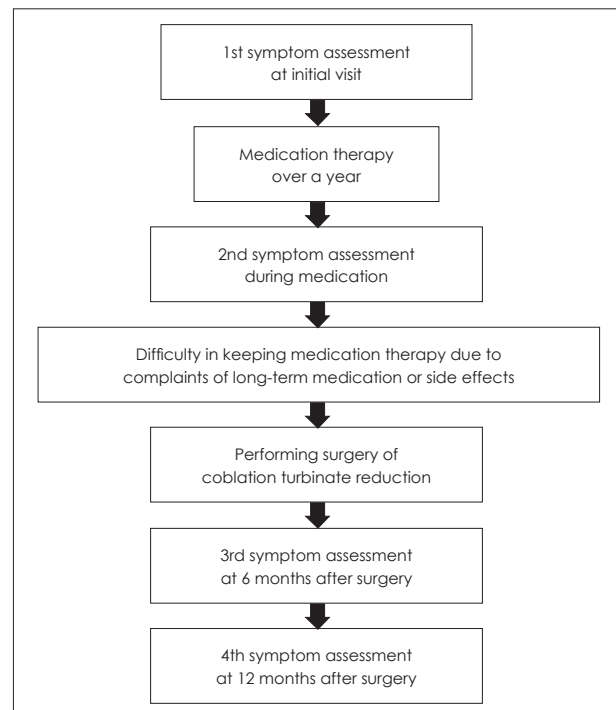 1st symptom assessment
at initial visit
Medication therapy
over a year
2nd symptom assessment
during medication
Difficulty in keeping medication therapy due to
complaints of long-term medication or side effects
Performing surgery of
coblation turbinate reduction
3rd symptom assessment
at 6 months after surgery
4th symptom assessment
at 12 months after surgery